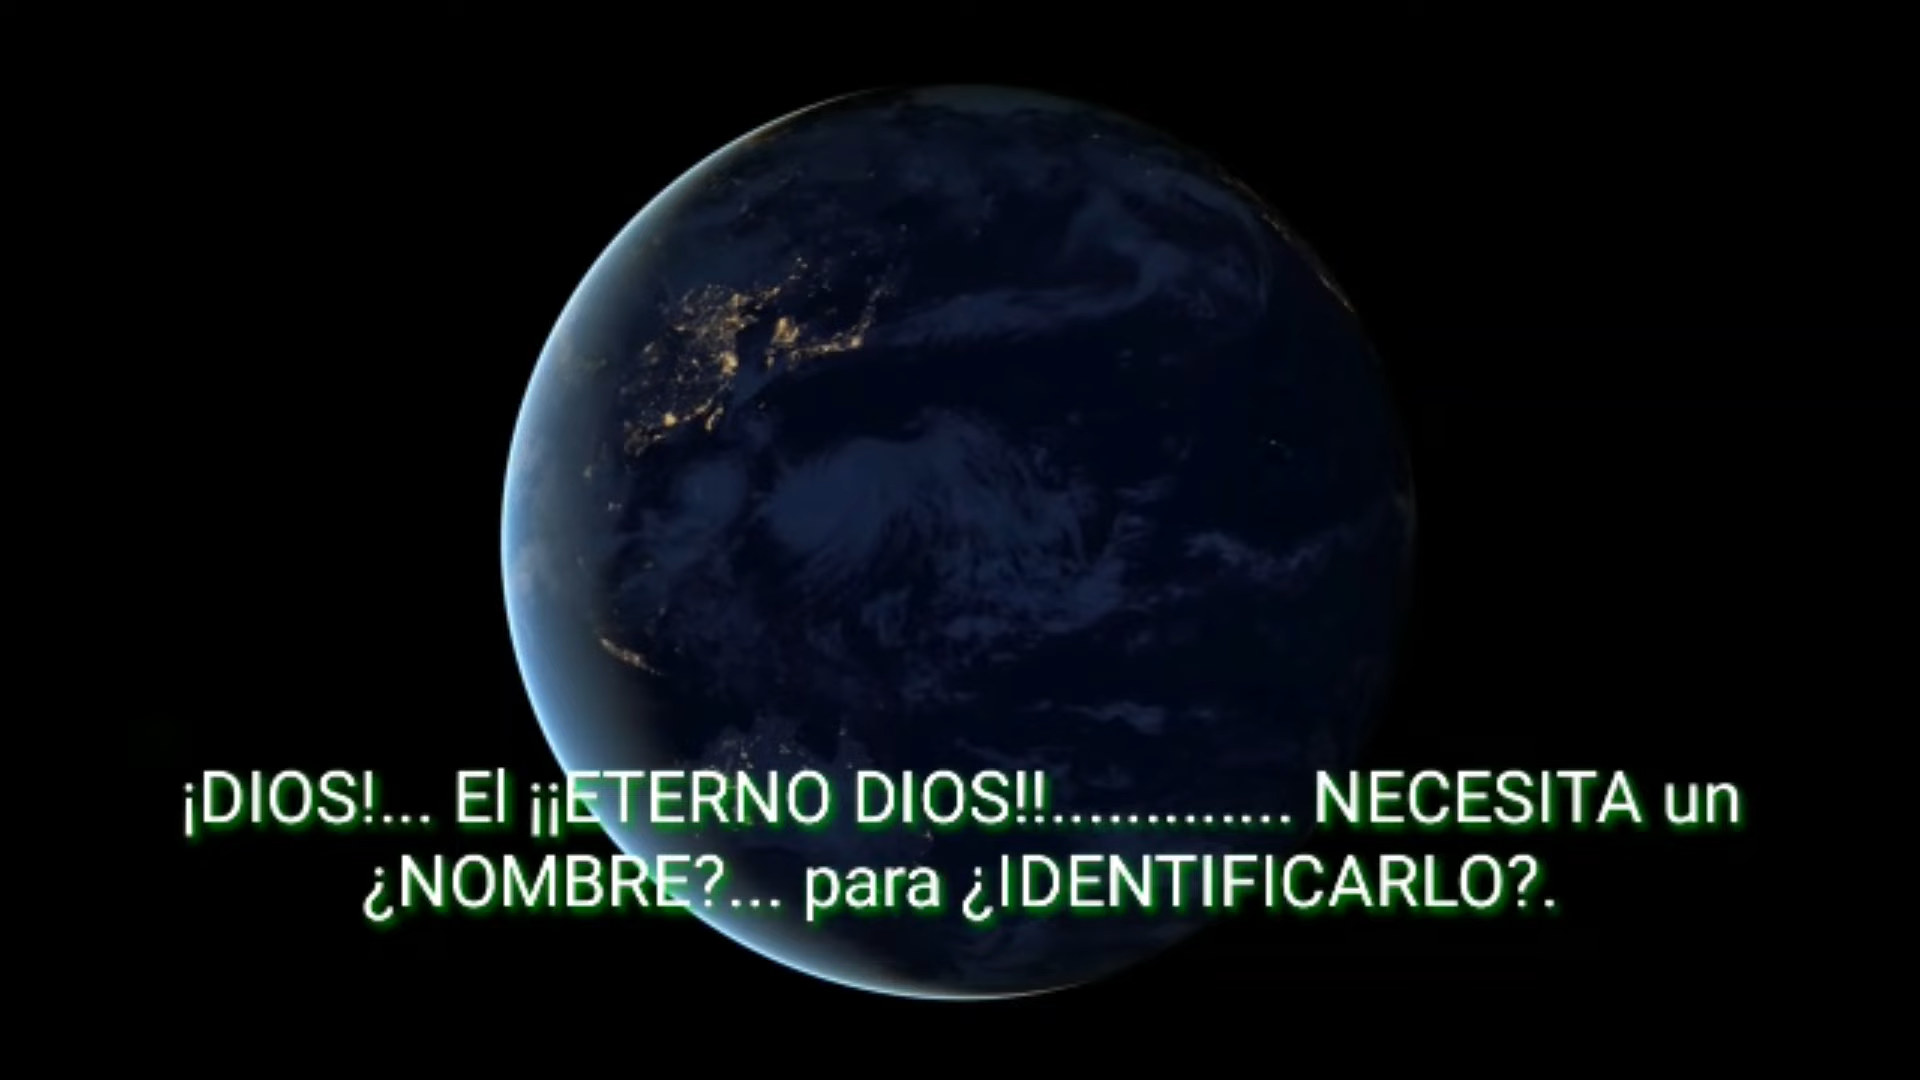 ¡DIOS!... El ¡¡ETERNO DIOS!!............. NECESITA un
¿NOMBRE?... para ¿IDENTIFICARLO?.